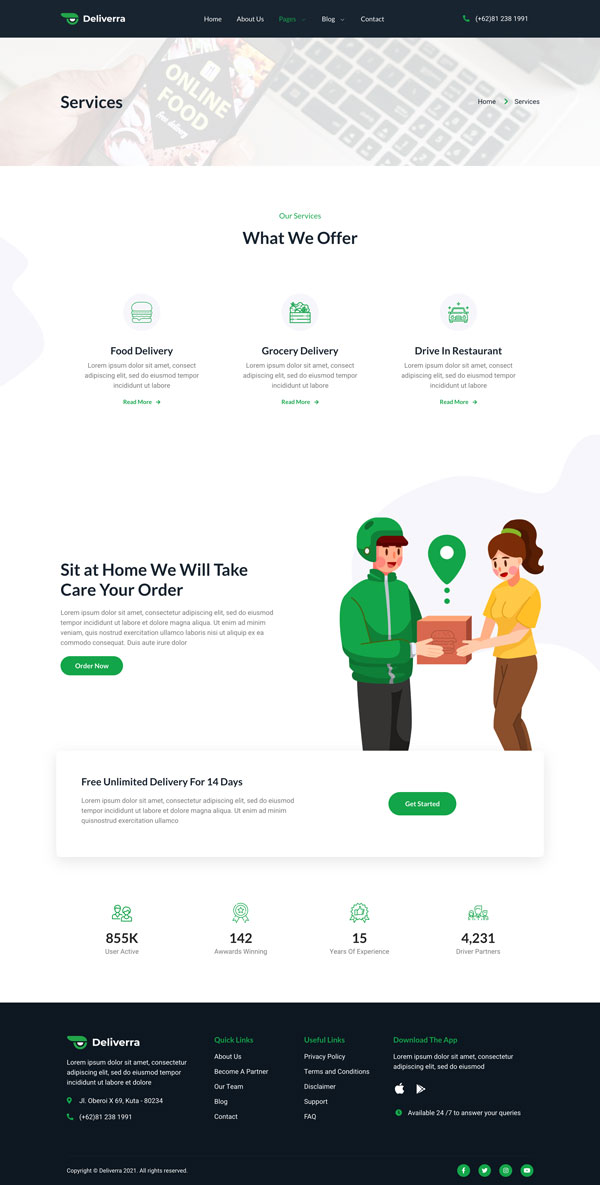 Deliverra
Home About Us Pages Blog Contact
(+62)81 238 1991
ONLINE
FOOD
free delivery
Services
Home Services
Our Services
What We Offer
Food Delivery
Lorem ipsum dolor sit amet, consect
adipiscing elit, sed do eiusmod tempor
incididunt ut labore
Read More
Grocery Delivery
Lorem ipsum dolor sit amet, consect
adipiscing elit, sed do eiusmod tempor
incididunt ut labore
Read More
Drive In Restaurant
Lorem ipsum dolor sit amet, consect
adipiscing elit, sed do eiusmod tempor
incididunt ut labore
Read More
Sit at Home We Will Take
Care Your Order
Lorem ipsum dolor sit amet, consectetur adipiscing elit, sed do eiusmod
tempor incididunt ut labore et dolore magna aliqua. Ut enim ad minim
veniam, quis nostrud exercitation ullamco laboris nisi ut aliquip ex ea
commodo consequat. Duis aute irure dolor
Order Now
Free Unlimited Delivery For 14 Days
Lorem ipsum dolor sit amet, consectetur adipiscing elit, sed do eiusmod
tempor incididunt ut labore et dolore magna aliqua. Ut enim ad minim
quisnostrud exercitation ullamco
Get Started
855K
User Active
142
Awwards Winning
15
Years Of Experience
4,231
Driver Partners
Deliverra
Lorem ipsum dolor sit amet, consectetur
adipiscing elit, sed do eiusmod tempor
incididunt ut labore et dolore
Jl. Oberoi X 69, Kuta - 80234
(+62)81 238 1991
Quick Links
About Us
Become A Partner
Our Team
Blog
Contact
Useful Links
Privacy Policy
Terms and Conditions
Disclaimer
Support
FAQ
Download The App
Lorem ipsum dolor sit amet, consectetur
adipiscing elit, sed do eiusmod
Available 24 /7 to answer your queries
Copyright © Deliverra 2021. All rights reserved.